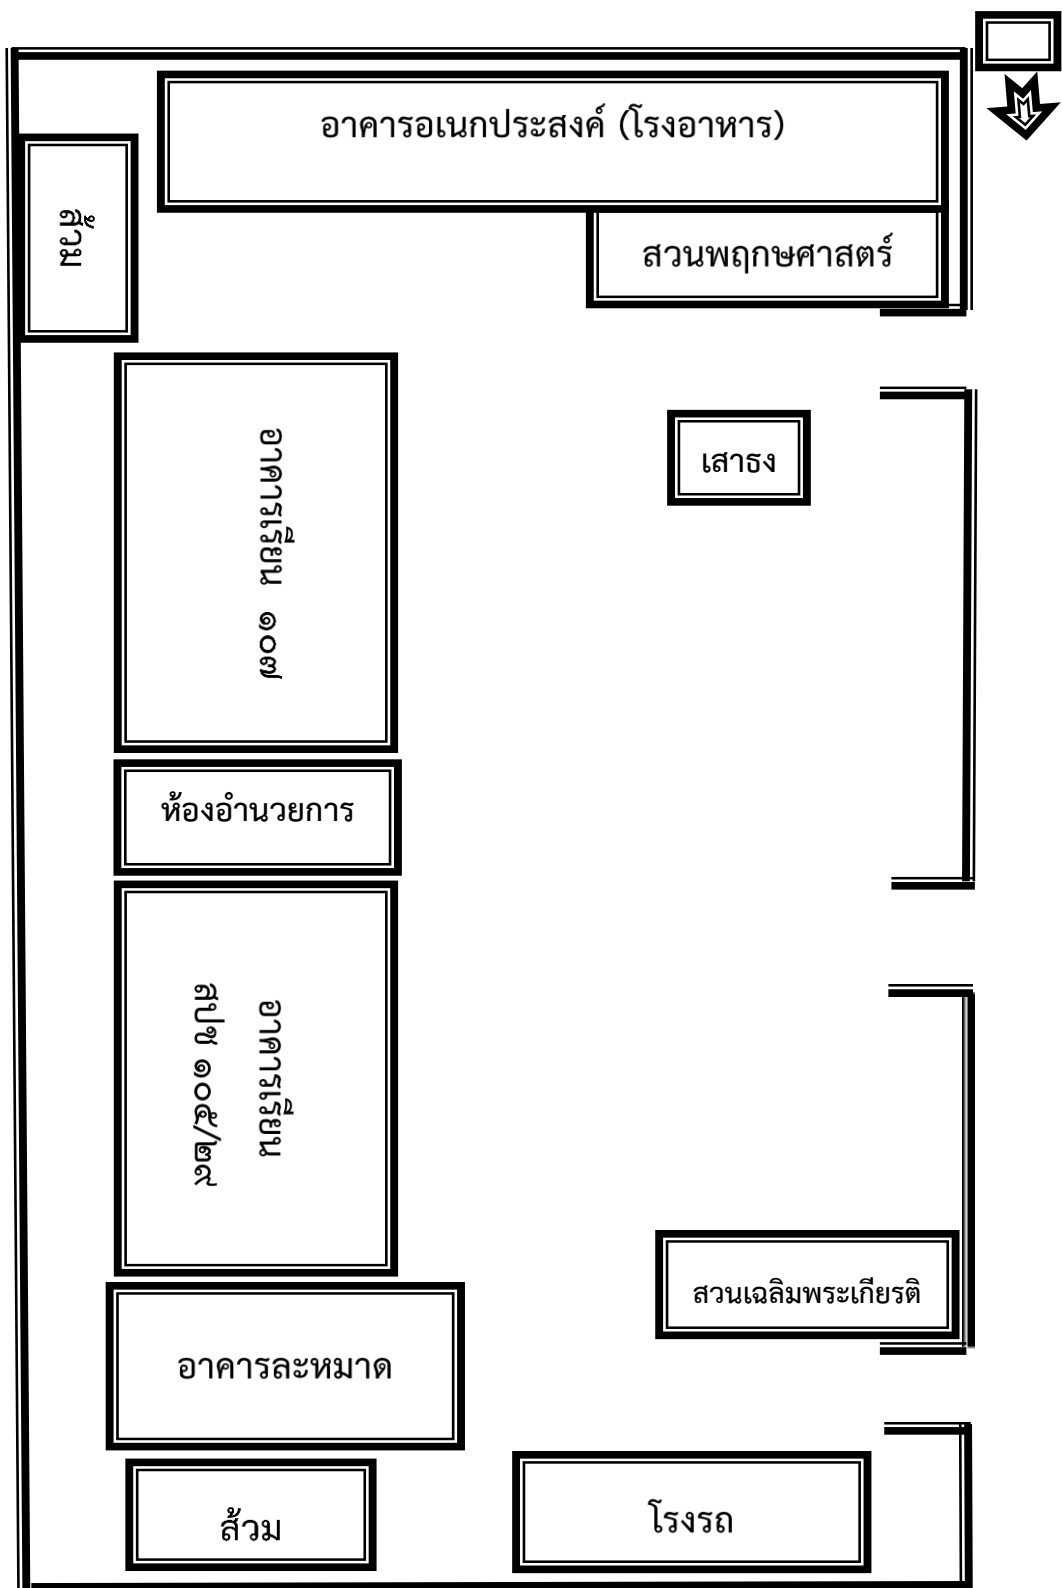 อาคารอเนกประสงค์ (โรงอาหาร)
ส้วม
สวนพฤกษศาสตร์
เสาธง
อาคารเรียน ๑๐๗
ห้องอำนวยการ
อาคารเรียน
สปช ๑๐๕/๒๙
สวนเฉลิมพระเกียรติ
อาคารละหมาด
ส้วม
โรงรถ